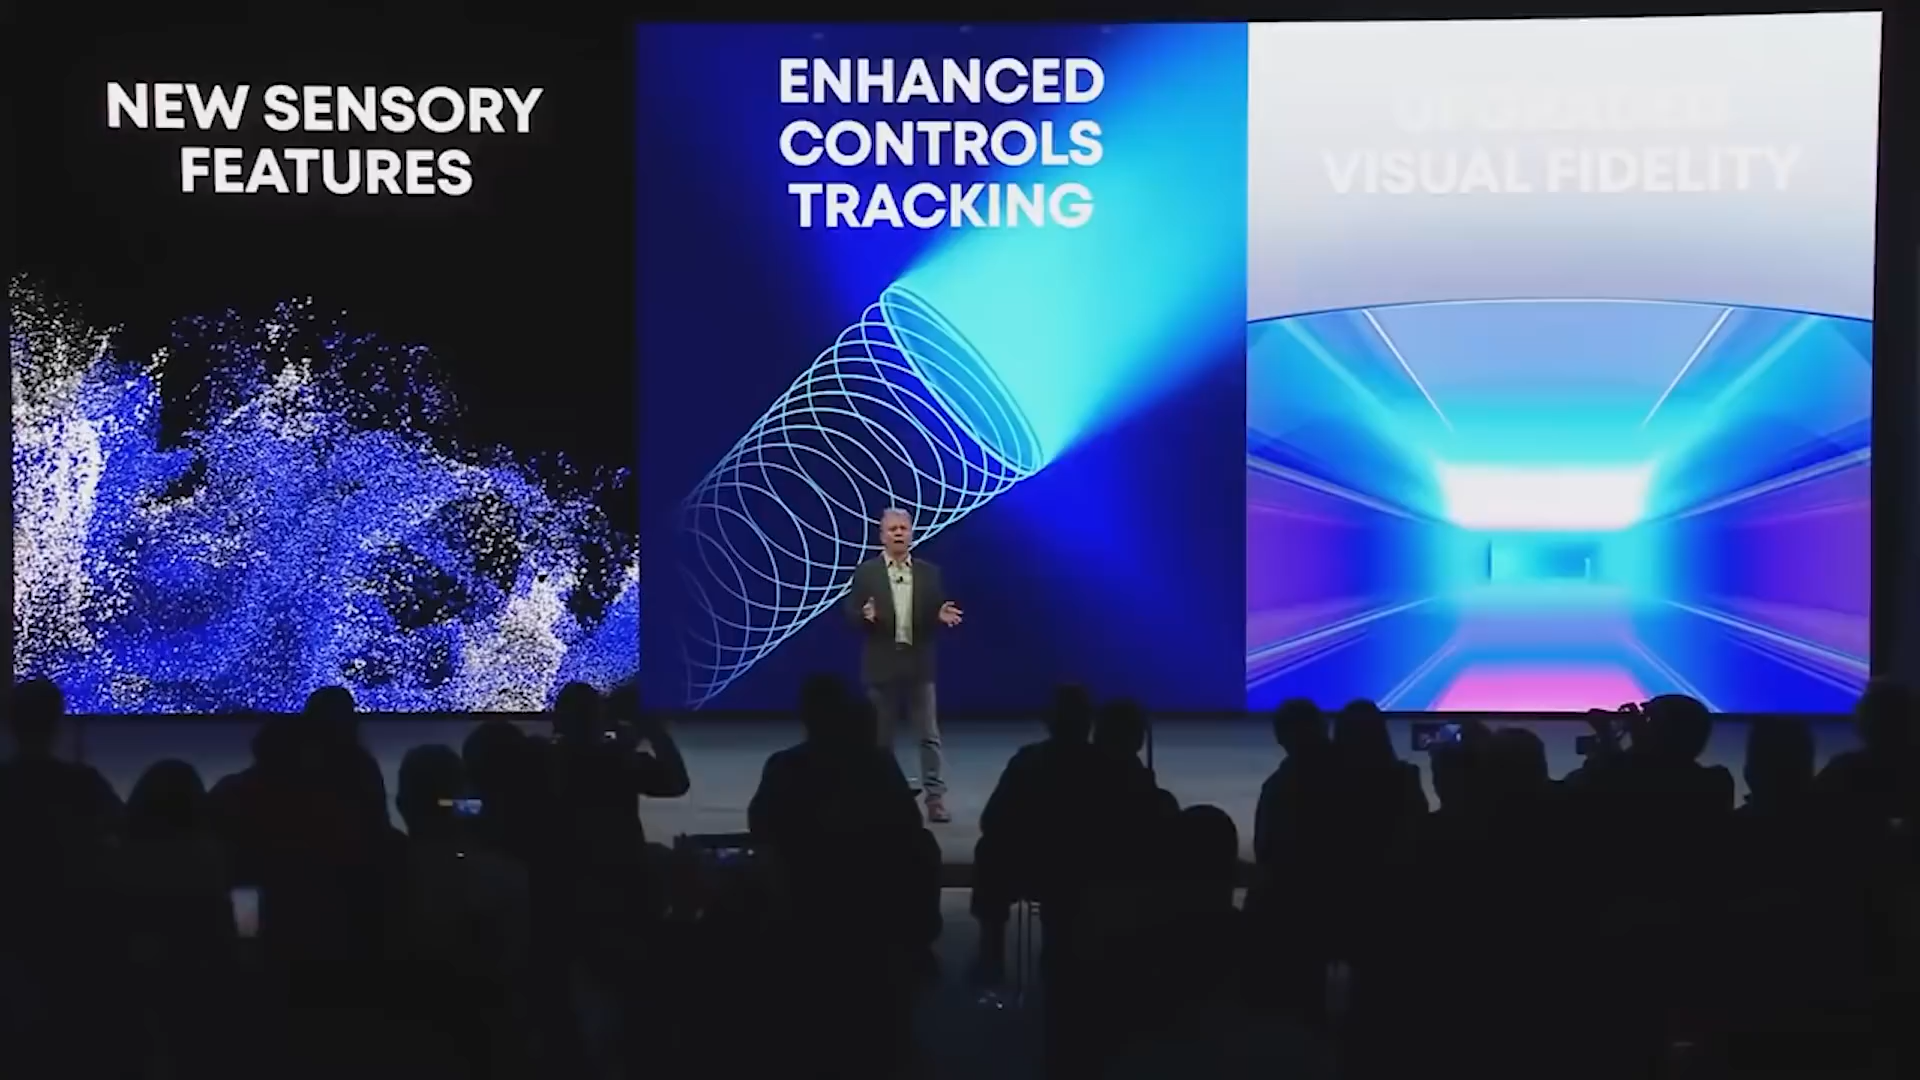 NEW SENSORY
FEATURES
ENHANCED
CONTROLS
TRACKING
VISUAL FIDELITY